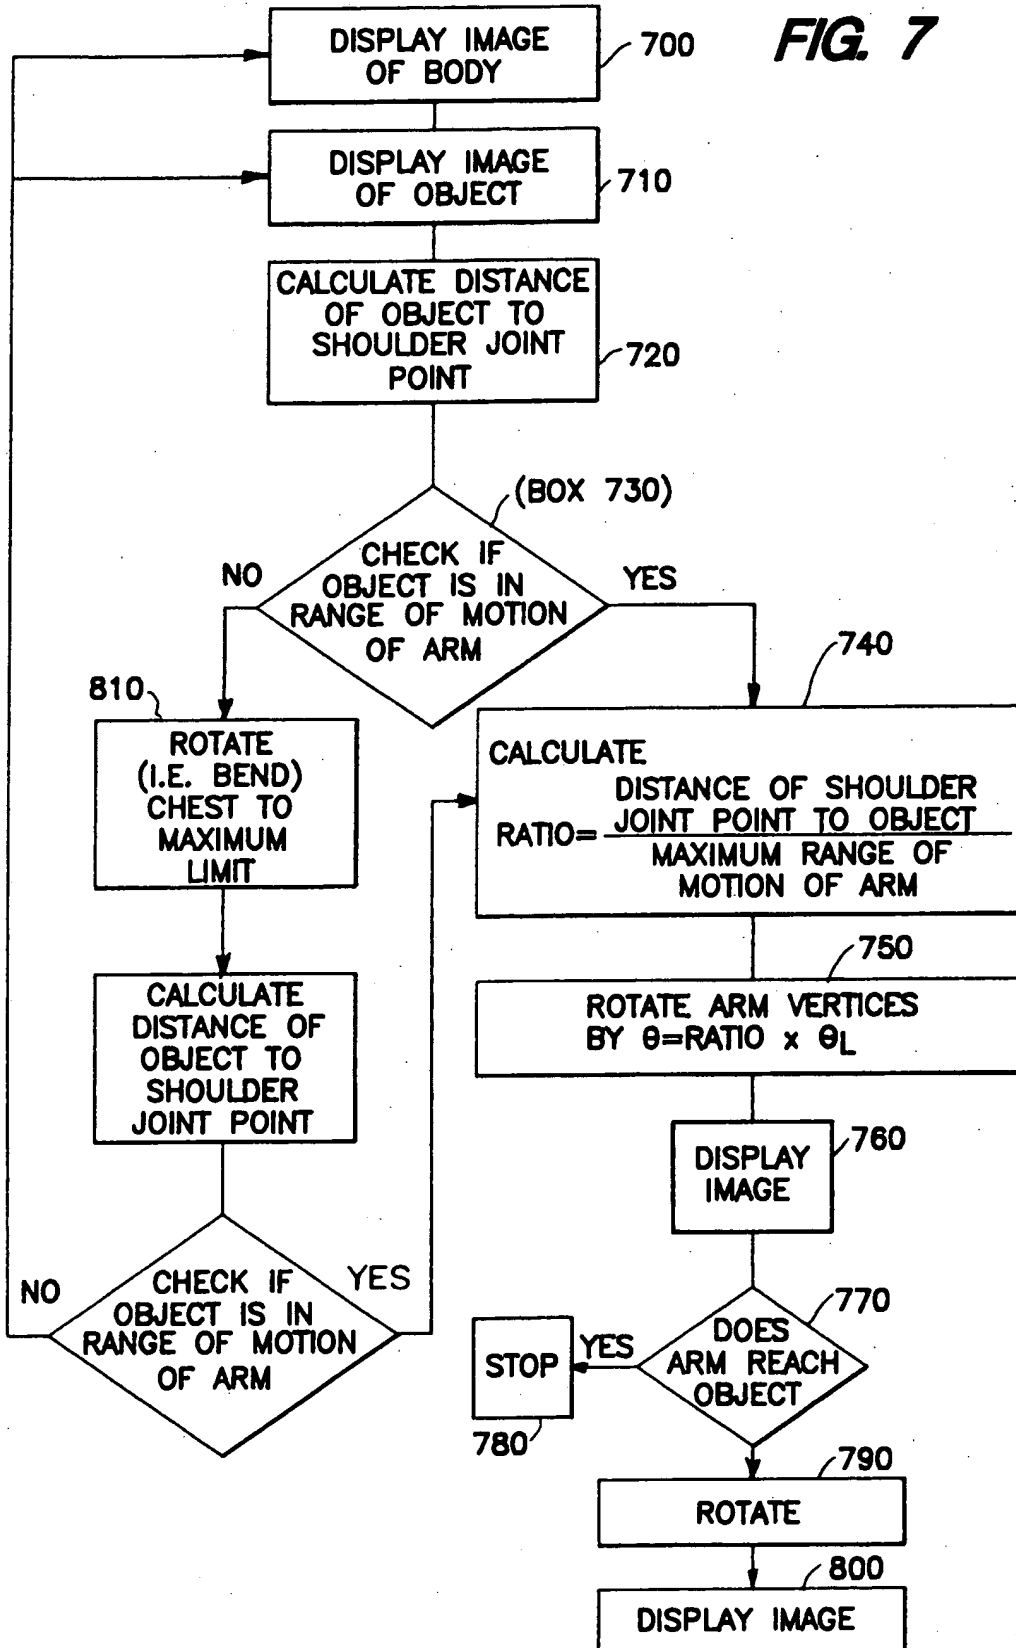 FIG. 7
DISPLAY IMAGE
OF BODY
700
DISPLAY IMAGE
OF OBJECT
710
CALCULATE DISTANCE
OF OBJECT TO
SHOULDER JOINT
POINT
720
(BOX 730)
CHECK IF
OBJECT IS IN
RANGE OF MOTION
OF ARM
NO
YES
810
ROTATE
(I.E. BEND)
CHEST TO
MAXIMUM
LIMIT
CALCULATE
DISTANCE OF
OBJECT TO
SHOULDER
JOINT POINT
CHECK IF
OBJECT IS IN
RANGE OF MOTION
OF ARM
NO
YES
740
CALCULATE
DISTANCE OF SHOULDER
JOINT POINT TO OBJECT
RATIO=
MAXIMUM RANGE OF
MOTION OF ARM
750
ROTATE ARM VERTICES
BY θ=RATIO x θL
760
DISPLAY
IMAGE
770
DOES
ARM REACH
OBJECT
YES
STOP
780
790
ROTATE
800
DISPLAY IMAGE